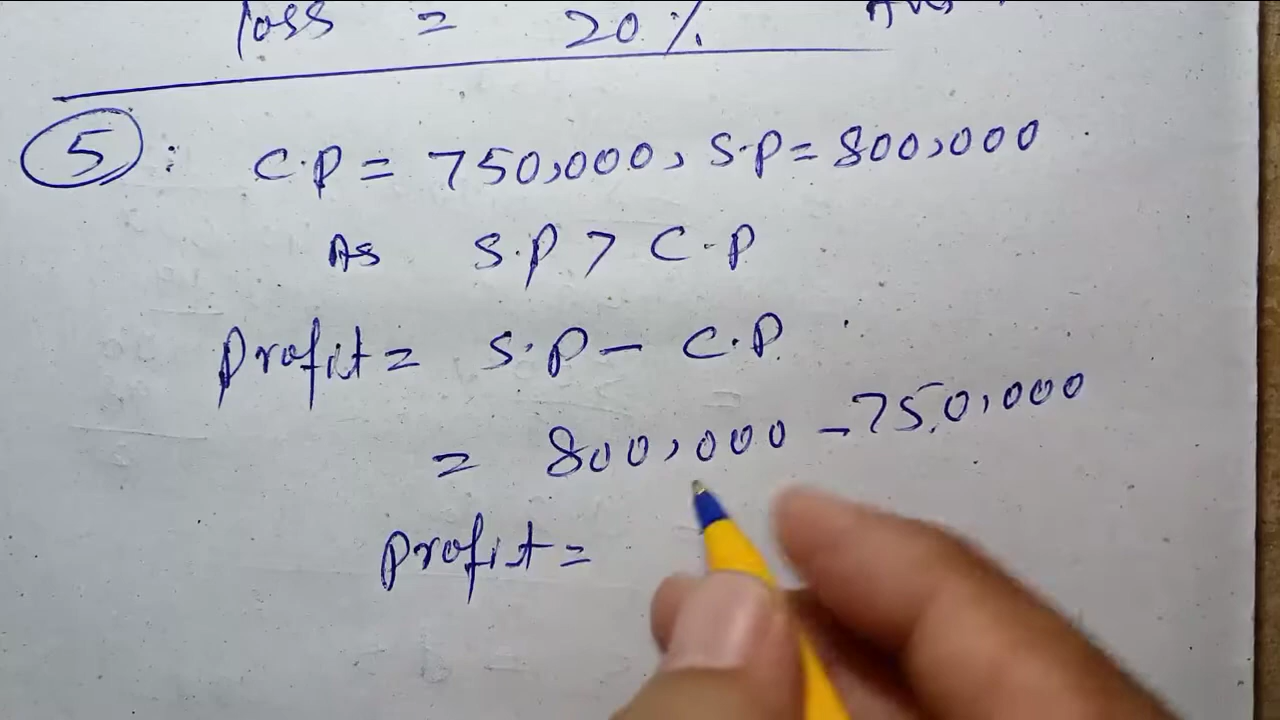 loss = 20%
5 : C.P = 750,000, S.P = 800,000
As S.P > C.P
Profit = S.P - C.P
= 800,000 - 750,000
Profit =